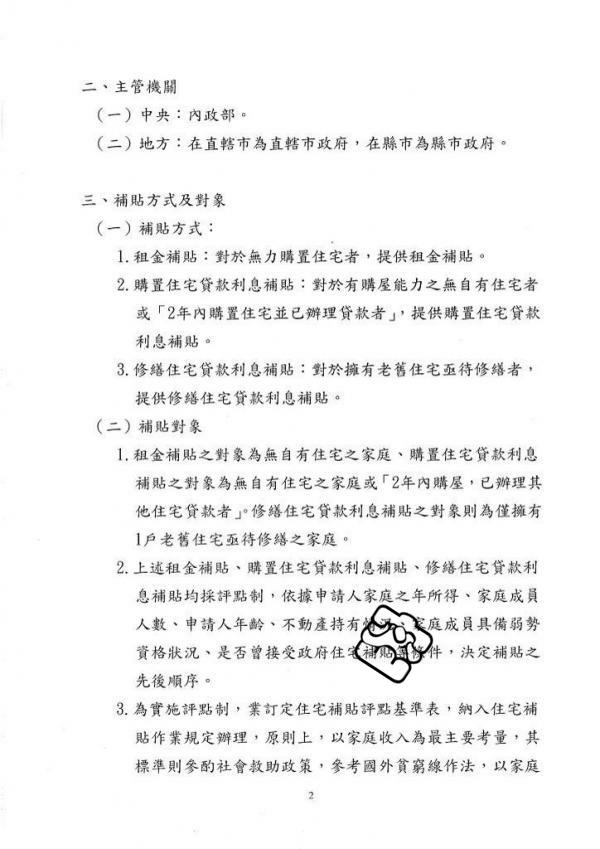 二、主管機關
（一）中央：內政部。
（二）地方：在直轄市為直轄市政府，在縣市為縣市政府。
三、補貼方式及對象
（一）補貼方式：
1.租金補貼：對於無力購置住宅者，提供租金補貼。
2.購置住宅貸款利息補貼：對於有購屋能力之無自有住宅者
或「2年內購置住宅並已辦理貸款者」，提供購置住宅貸款
利息補貼。
3.修繕住宅貸款利息補貼：對於擁有老舊住宅亟待修繕者，
提供修繕住宅貸款利息補貼。
（二）補貼對象
1.租金補貼之對象為無自有住宅之家庭、購置住宅貸款利息
補貼之對象為無自有住宅之家庭或「2年內購屋，已辦理其
他住宅貸款者」。修繕住宅貸款利息補貼之對象則為僅擁有
1戶老舊住宅亟待修繕之家庭。
2.上述租金補貼、購置住宅貸款利息補貼、修繕住宅貸款利
息補貼均採評點制，依據申請人家庭之年所得、家庭成員
人數、申請人年齡、不動產持有情況、家庭成員具備弱勢
資格狀況、是否曾接受政府住宅補貼等條件，決定補貼之
先後順序。
3.為實施評點制，業訂定住宅補貼評點基準表，納入住宅補
貼作業規定辦理，原則上，以家庭收入為最主要考量，其
標準則參酌社會救助政策，參考國外貧窮線作法，以家庭
2